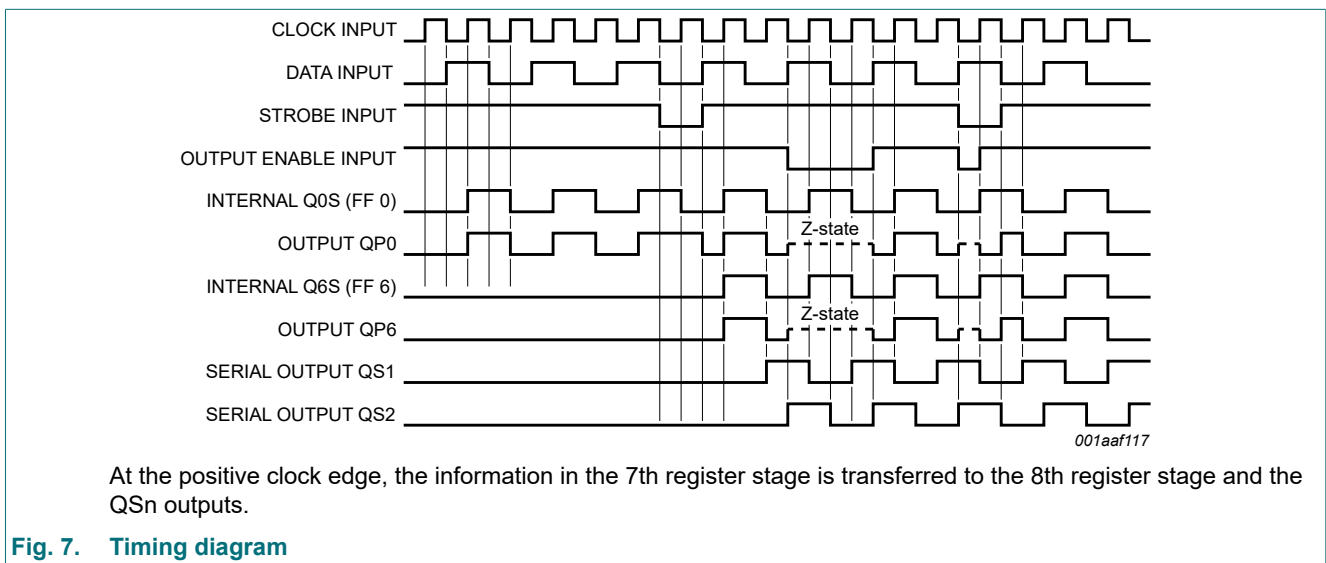 CLOCK INPUT
DATA INPUT
STROBE INPUT
OUTPUT ENABLE INPUT
INTERNAL Q0S (FF 0)
Z-state
OUTPUT QP0
INTERNAL Q6S (FF 6)
Z-state
OUTPUT QP6
SERIAL OUTPUT QS1
SERIAL OUTPUT QS2
001aaf117
At the positive clock edge, the information in the 7th register stage is transferred to the 8th register stage and the
QSn outputs.
Fig. 7. Timing diagram